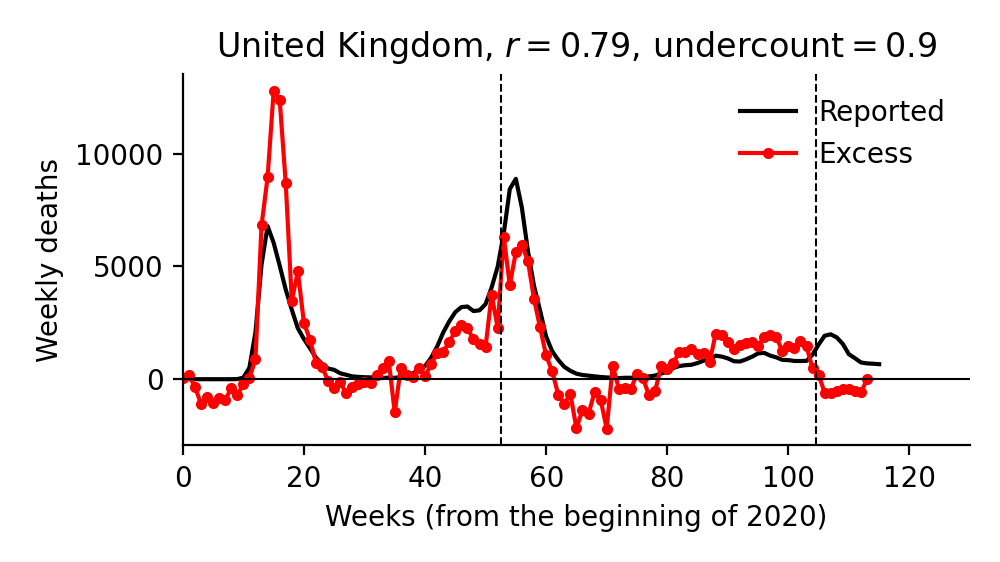 United Kingdom, r = 0.79, undercount = 0.9
Reported
Excess
Weekly deaths
10000
5000
0
0 20 40 60 80 100 120
Weeks (from the beginning of 2020)